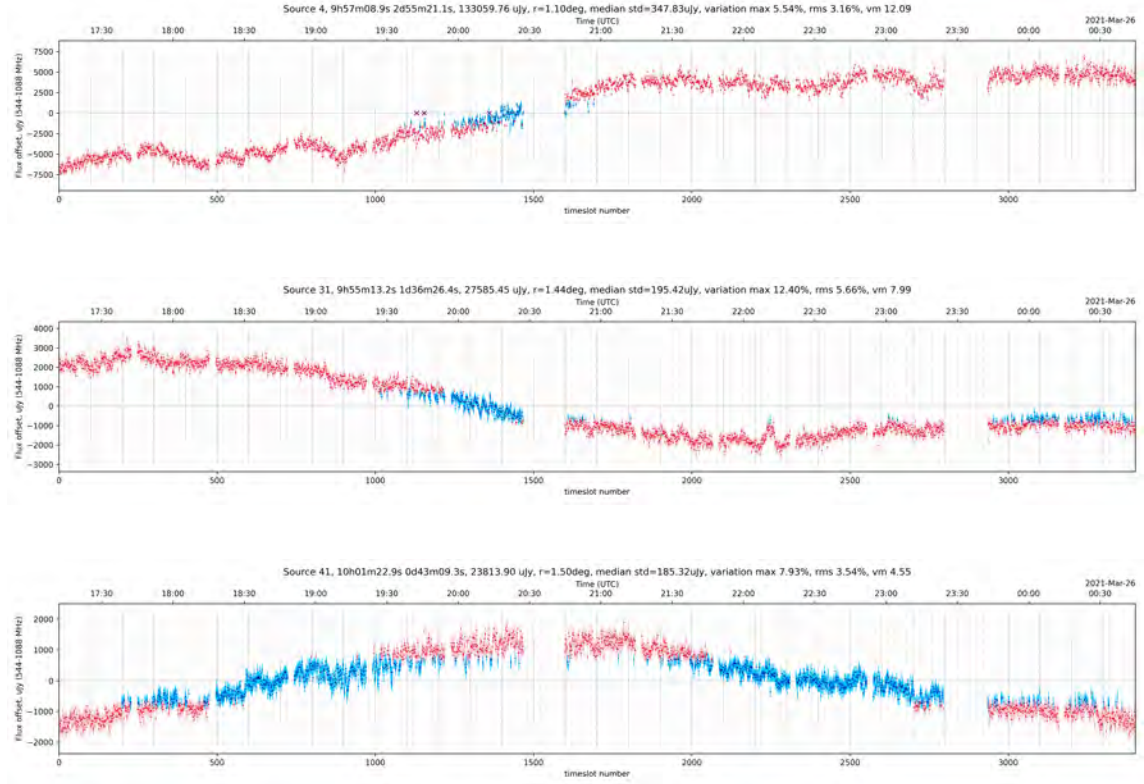 Source 4, 9h57m08.9s 2d55m21.1s, 133059.76 uJy, r=1.10deg, median std=347.83uJy, variation max 5.54%, rms 3.16%, vm 12.09
Time (UTC)
2021-Mar-26
17:30 18:00 18:30 19:00 19:30 20:00 20:30 21:00 21:30 22:00 22:30 23:00 23:30 00:00 00:30
Flux offset, uJy (544-1088 MHz)
7500
5000
2500
0
−2500
−5000
−7500
0 500 1000 1500 2000 2500 3000
timeslot number
Source 31, 9h55m13.2s 1d36m26.4s, 27585.45 uJy, r=1.44deg, median std=195.42uJy, variation max 12.40%, rms 5.66%, vm 7.99
Time (UTC)
2021-Mar-26
17:30 18:00 18:30 19:00 19:30 20:00 20:30 21:00 21:30 22:00 22:30 23:00 23:30 00:00 00:30
Flux offset, uJy (544-1088 MHz)
4000
3000
2000
1000
0
−1000
−2000
−3000
0 500 1000 1500 2000 2500 3000
timeslot number
Source 41, 10h01m22.9s 0d43m09.3s, 23813.90 uJy, r=1.50deg, median std=185.32uJy, variation max 7.93%, rms 3.54%, vm 4.55
Time (UTC)
2021-Mar-26
17:30 18:00 18:30 19:00 19:30 20:00 20:30 21:00 21:30 22:00 22:30 23:00 23:30 00:00 00:30
Flux offset, uJy (544-1088 MHz)
2000
1000
0
−1000
−2000
0 500 1000 1500 2000 2500 3000
timeslot number